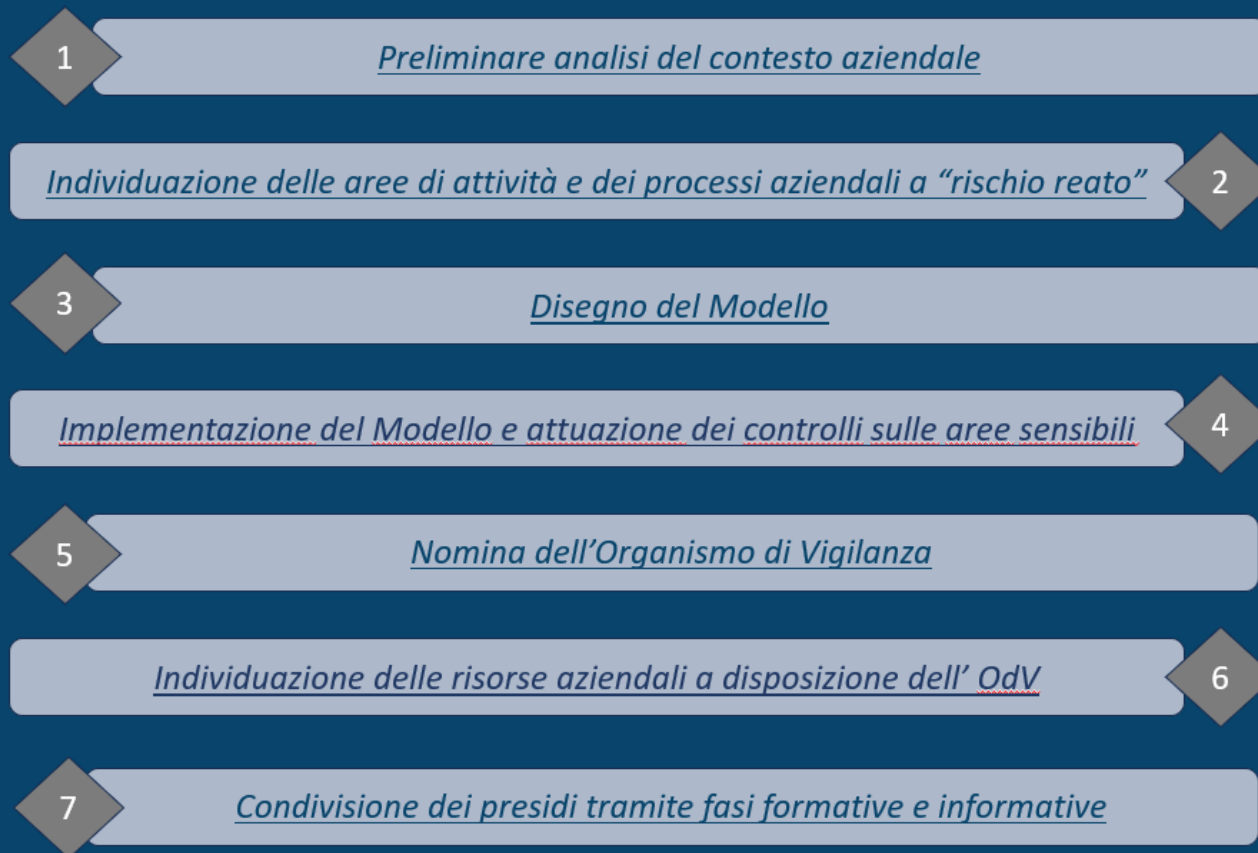 1
Preliminare analisi del contesto aziendale
Individuazione delle aree di attività e dei processi aziendali a “rischio reato”
2
3
Disegno del Modello
Implementazione del Modello e attuazione dei controlli sulle aree sensibili
4
5
Nomina dell’Organismo di Vigilanza
Individuazione delle risorse aziendali a disposizione dell’ OdV
6
7
Condivisione dei presidi tramite fasi formative e informative